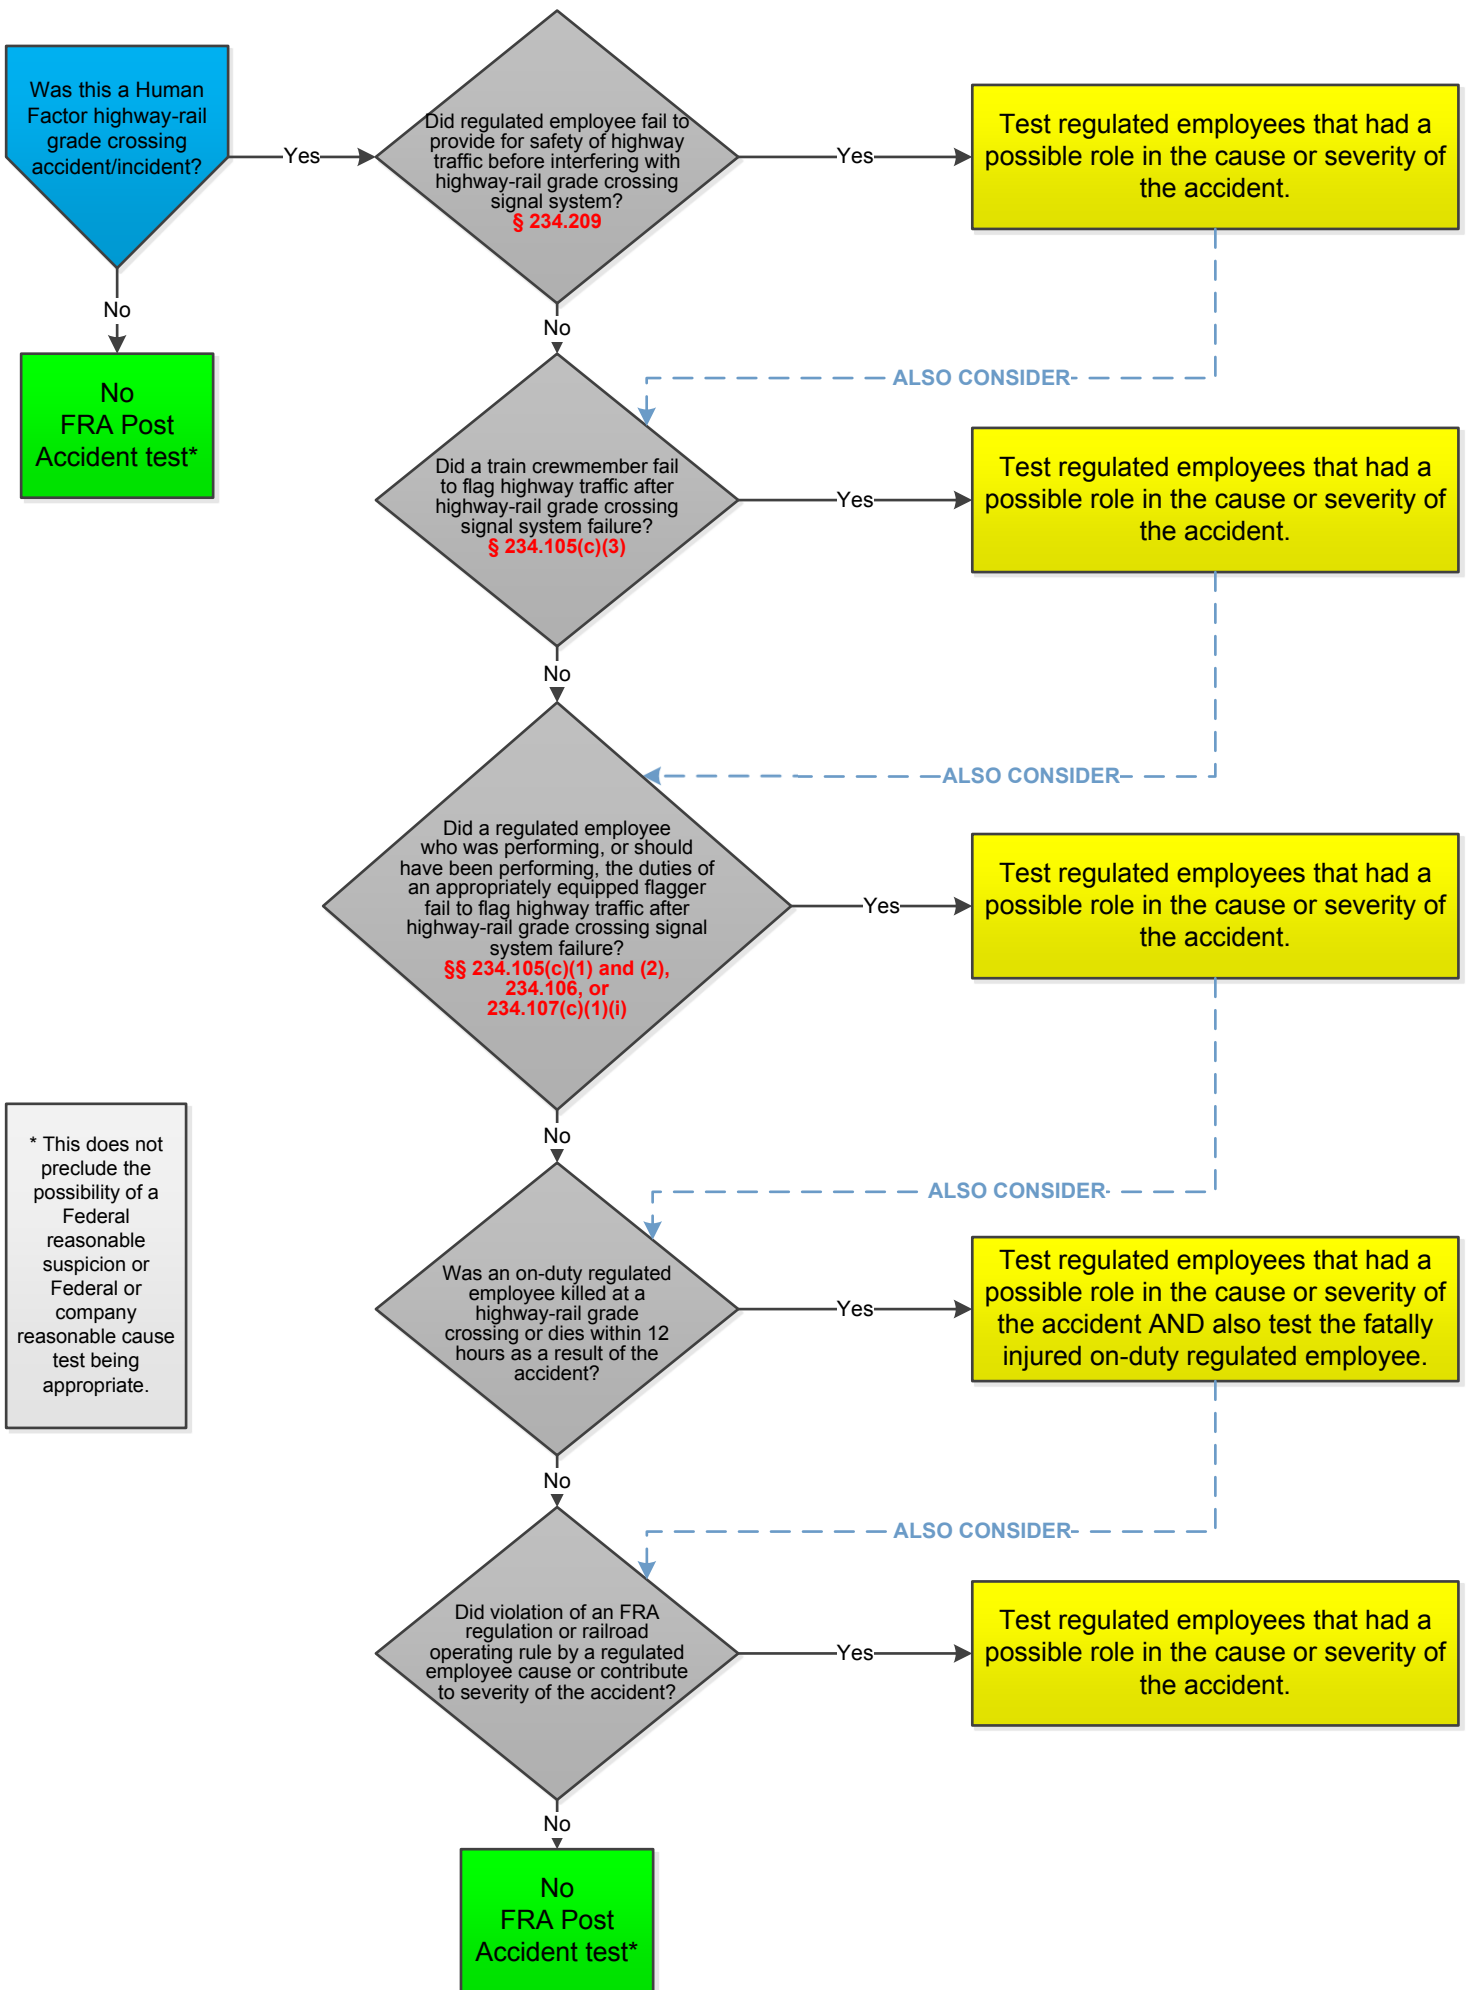 Was this a Human
Factor highway-rail
grade crossing
accident/incident?
Yes
Did regulated employee fail to
provide for safety of highway
traffic before interfering with
highway-rail grade crossing
signal system?
§ 234.209
Yes
Test regulated employees that had a
possible role in the cause or severity of
the accident.
No
No
FRA Post
Accident test*
No
ALSO CONSIDER
Did a train crewmember fail
to flag highway traffic after
highway-rail grade crossing
signal system failure?
§ 234.105(c)(3)
Yes
Test regulated employees that had a
possible role in the cause or severity of
the accident.
No
ALSO CONSIDER
Did a regulated employee
who was performing, or should
have been performing, the duties of
an appropriately equipped flagger
fail to flag highway traffic after
highway-rail grade crossing signal
system failure?
§§ 234.105(c)(1) and (2),
234.106, or
234.107(c)(1)(i)
Yes
Test regulated employees that had a
possible role in the cause or severity of
the accident.
* This does not
preclude the
possibility of a
Federal
reasonable
suspicion or
Federal or
company
reasonable cause
test being
appropriate.
No
ALSO CONSIDER
Was an on-duty regulated
employee killed at a
highway-rail grade
crossing or dies within 12
hours as a result of the
accident?
Yes
Test regulated employees that had a
possible role in the cause or severity of
the accident AND also test the fatally
injured on-duty regulated employee.
No
ALSO CONSIDER
Did violation of an FRA
regulation or railroad
operating rule by a regulated
employee cause or contribute
to severity of the accident?
Yes
Test regulated employees that had a
possible role in the cause or severity of
the accident.
No
No
FRA Post
Accident test*